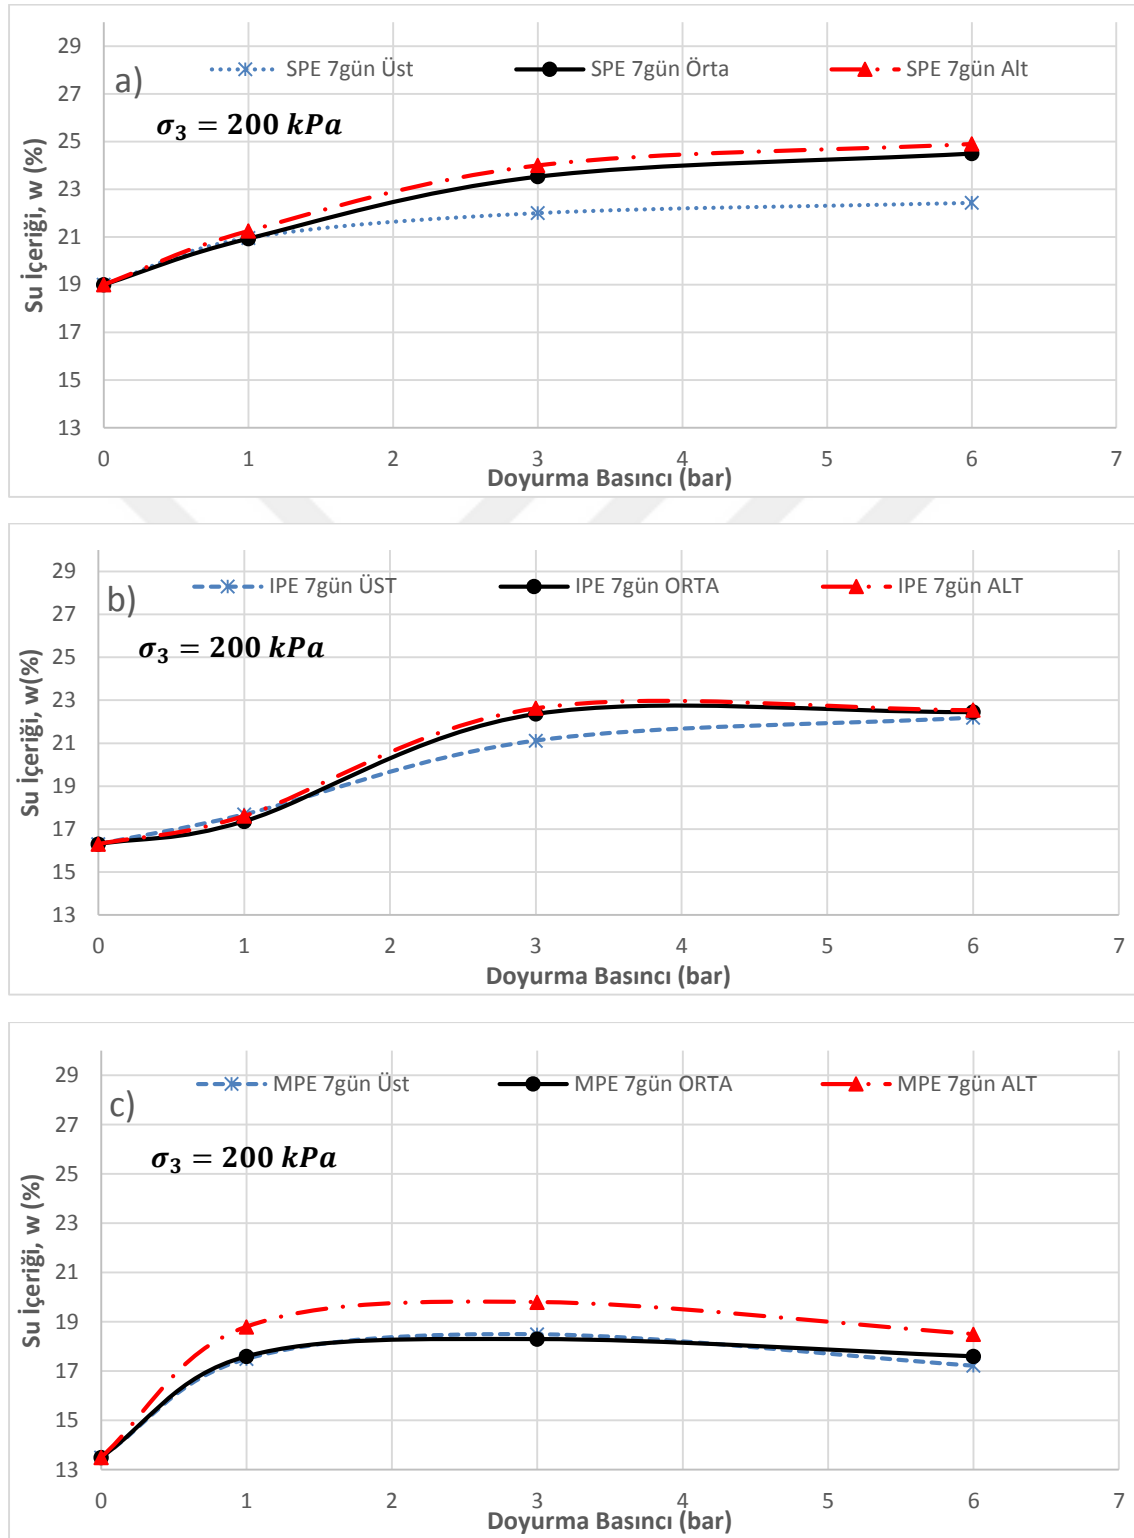 29
SPE 7gün Üst
SPE 7gün Örta
SPE 7gün Alt
a)
27
σ₃ = 200 kPa
25
23
21
19
17
15
13
0 1 2 3 4 5 6 7
Su İçeriği, w (%)
Doyurma Basıncı (bar)
29
IPE 7gün ÜST
IPE 7gün ORTA
IPE 7gün ALT
b)
27
σ₃ = 200 kPa
25
23
21
19
17
15
13
0 1 2 3 4 5 6 7
Su İçeriği, w(%)
Doyurma Basıncı (bar)
29
MPE 7gün Üst
MPE 7gün ORTA
MPE 7gün ALT
c)
27
σ₃ = 200 kPa
25
23
21
19
17
15
13
0 1 2 3 4 5 6 7
Su İçeriği, w (%)
Doyurma Basıncı (bar)